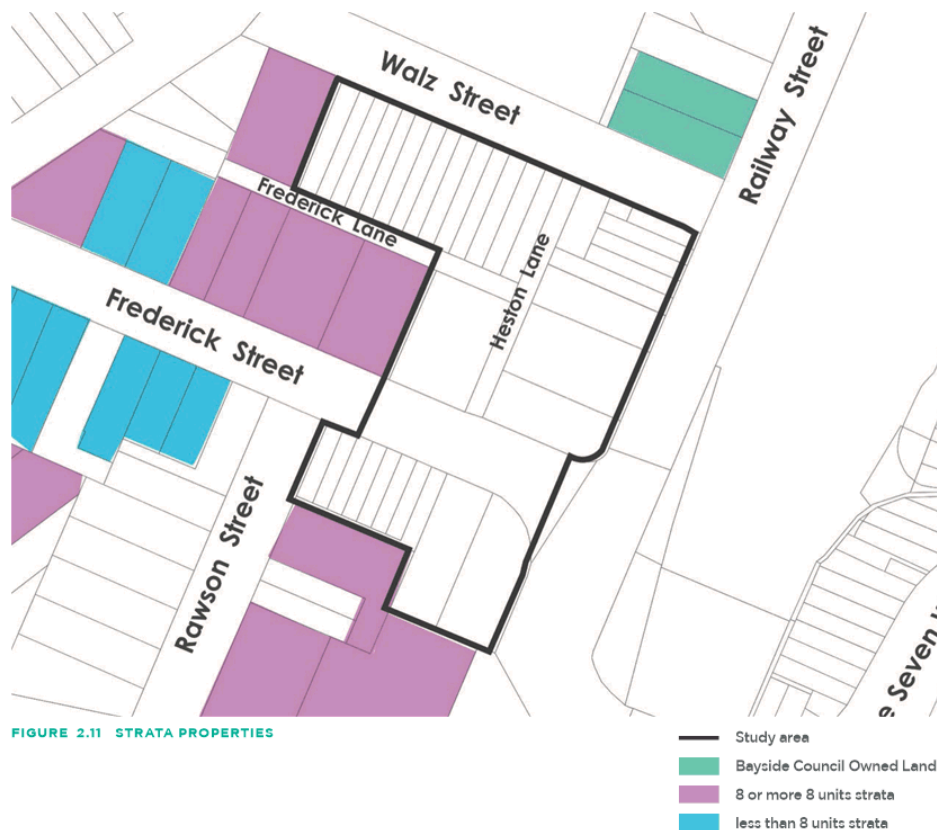 Walz Street
Railway Street
Frederick Lane
Heston Lane
Frederick Street
Rawson Street
Seven
FIGURE 2.11 STRATA PROPERTIES
Study area
Bayside Council Owned Land
8 or more 8 units strata
less than 8 units strata